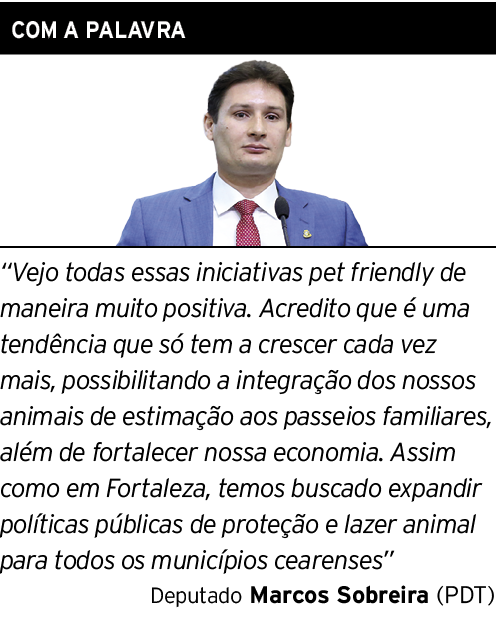 COM A PALAVRA
“Vejo todas essas iniciativas pet friendly de
maneira muito positiva. Acredito que é uma
tendência que só tem a crescer cada vez
mais, possibilitando a integração dos nossos
animais de estimação aos passeios familiares,
além de fortalecer nossa economia. Assim
como em Fortaleza, temos buscado expandir
políticas públicas de proteção e lazer animal
para todos os municípios cearenses”
Deputado Marcos Sobreira (PDT)